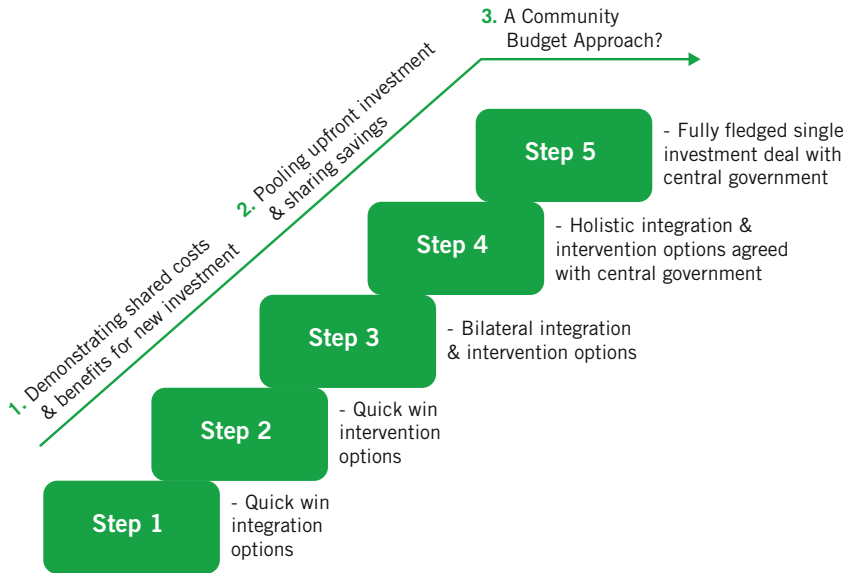 3. A Community
Budget Approach?
2. Pooling upfront investment
& sharing savings
1. Demonstrating shared costs
& benefits for new investment
Step 5
- Fully fledged single
investment deal with
central government
Step 4
- Holistic integration &
intervention options agreed
with central government
Step 3
- Bilateral integration
& intervention options
Step 2
- Quick win
intervention
options
Step 1
- Quick win
integration
options